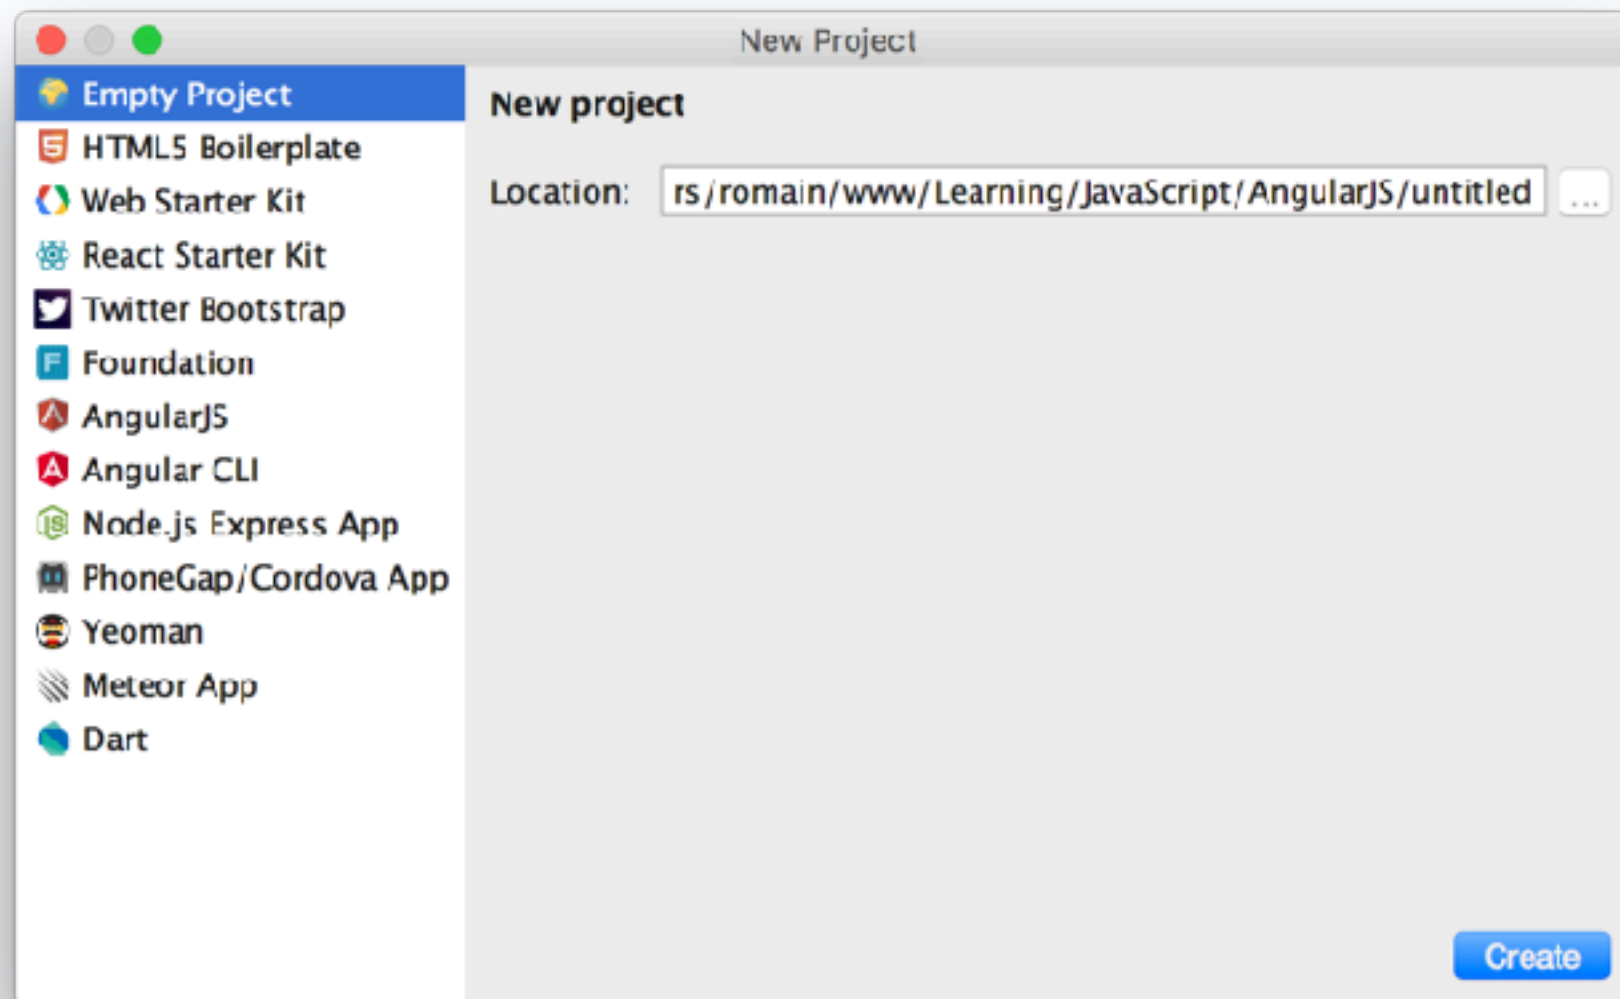 New Project
Empty Project
HTML5 Boilerplate
Web Starter Kit
React Starter Kit
Twitter Bootstrap
Foundation
AngularJS
Angular CLI
Node.js Express App
PhoneGap/Cordova App
Yeoman
Meteor App
Dart
New project
Location: rs/romain/www/Learning/JavaScript/AngularJS/untitled ...
Create